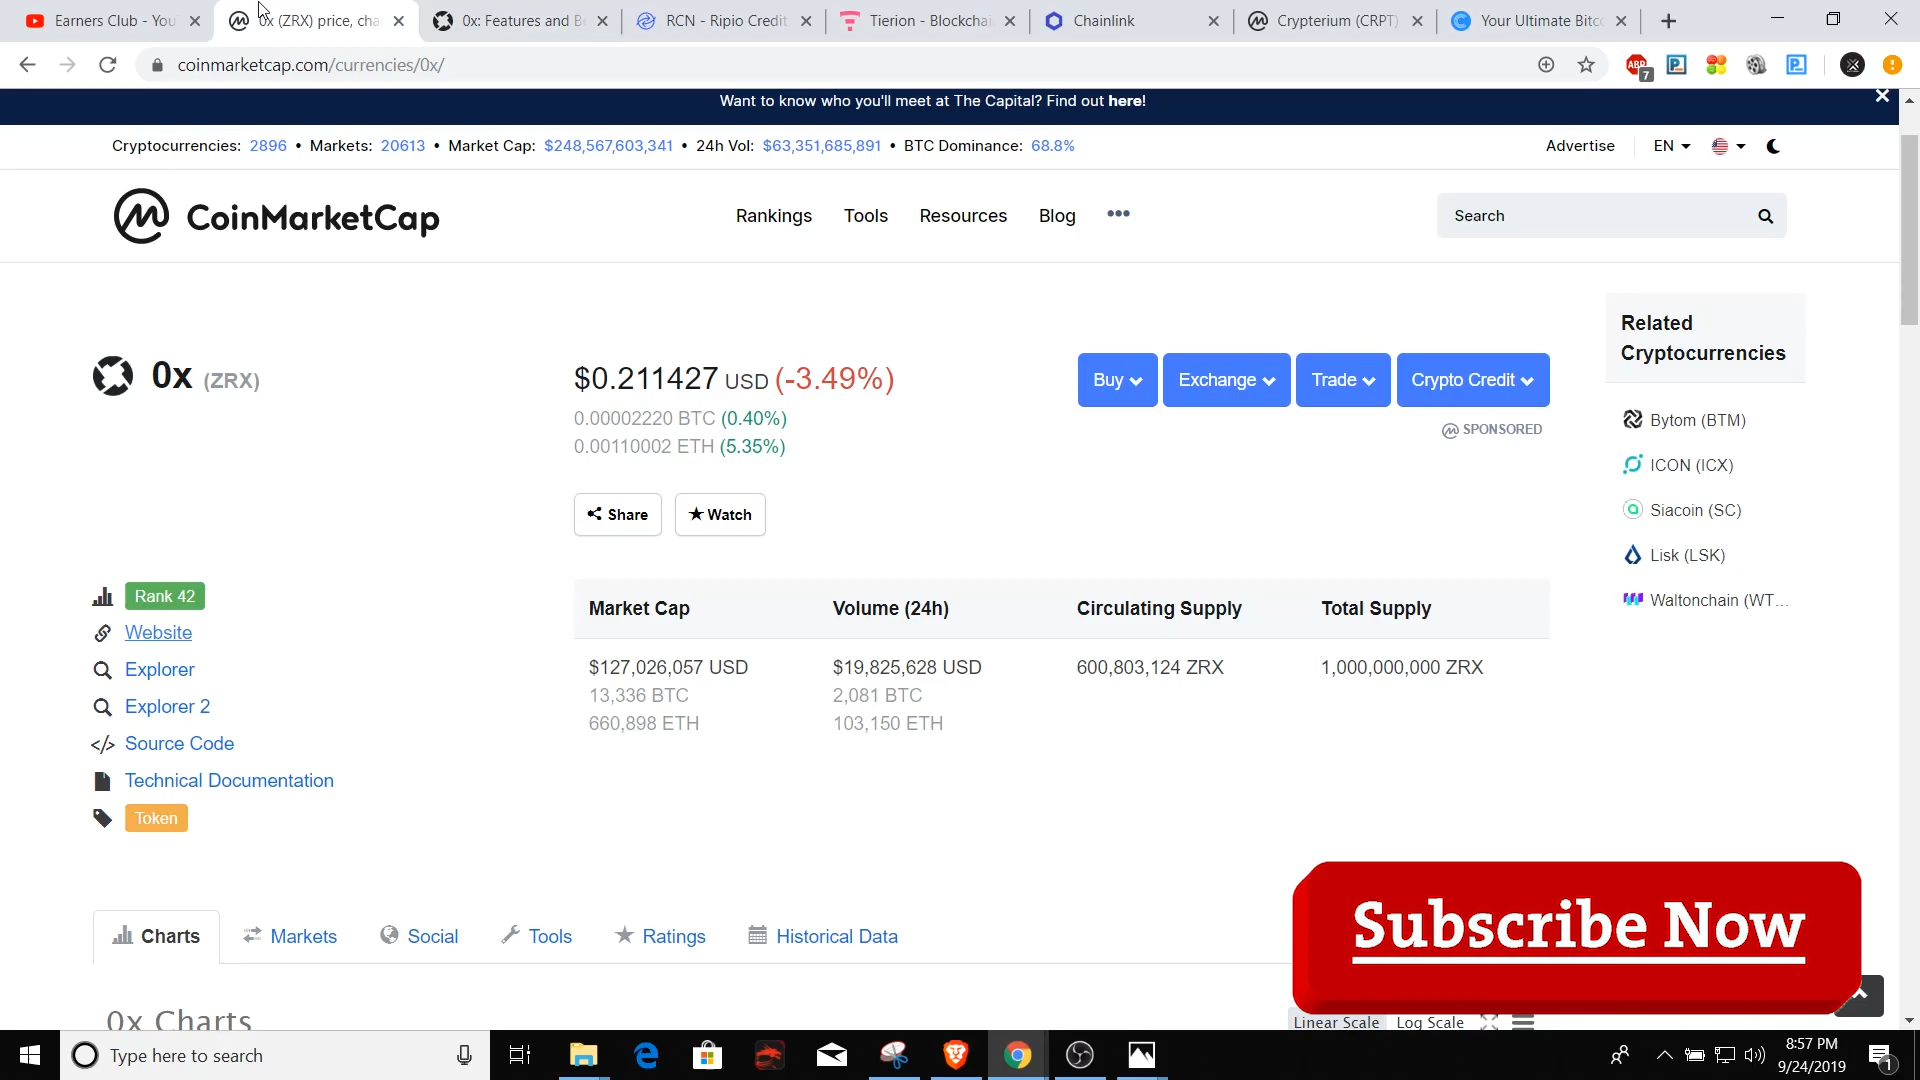 Earners Club - You
0x (ZRX) price, cha
0x: Features and Be
RCN - Ripio Credit
Tierion - Blockchai
Chainlink
Crypterium (CRPT)
Your Ultimate Bitc
coinmarketcap.com/currencies/0x/
ABP
7
Want to know who you'll meet at The Capital? Find out here!
Cryptocurrencies: 2896 • Markets: 20613 • Market Cap: $248,567,603,341 • 24h Vol: $63,351,685,891 • BTC Dominance: 68.8%
Advertise
EN
CoinMarketCap
Rankings
Tools
Resources
Blog
•••
Search
Related
Cryptocurrencies
0x (ZRX)
$0.211427 USD (-3.49%)
0.00002220 BTC (0.40%)
0.00110002 ETH (5.35%)
Buy
Exchange
Trade
Crypto Credit
SPONSORED
Bytom (BTM)
ICON (ICX)
Siacoin (SC)
Lisk (LSK)
Waltonchain (WT...
Share
Watch
Rank 42
Website
Explorer
Explorer 2
Source Code
Technical Documentation
Token
Market Cap
Volume (24h)
Circulating Supply
Total Supply
$127,026,057 USD
$19,825,628 USD
600,803,124 ZRX
1,000,000,000 ZRX
13,336 BTC
2,081 BTC
660,898 ETH
103,150 ETH
Charts
Markets
Social
Tools
Ratings
Historical Data
Subscribe Now
0x Charts
Linear Scale
Log Scale
Type here to search
8:57 PM
9/24/2019
1